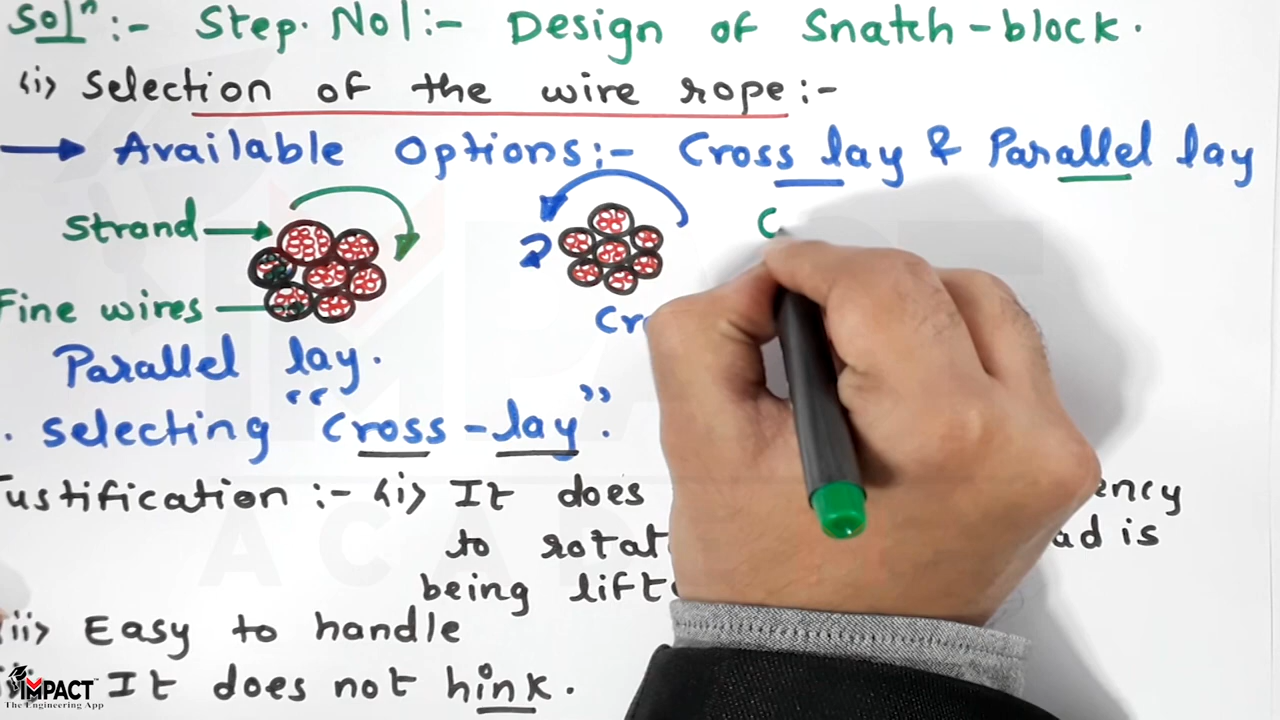 Solⁿ :- Step. No1:- Design of Snatch-block.
(i) Selection of the wire rope :-
→ Available Options:- Cross lay & Parallel lay
Strand →
Fine wires
Parallel lay.
. selecting "Cross-lay".
Justification :- (i) It does
to
being
is
(ii) Easy to handle
It does not hink.
IMPACT
The Engineering App